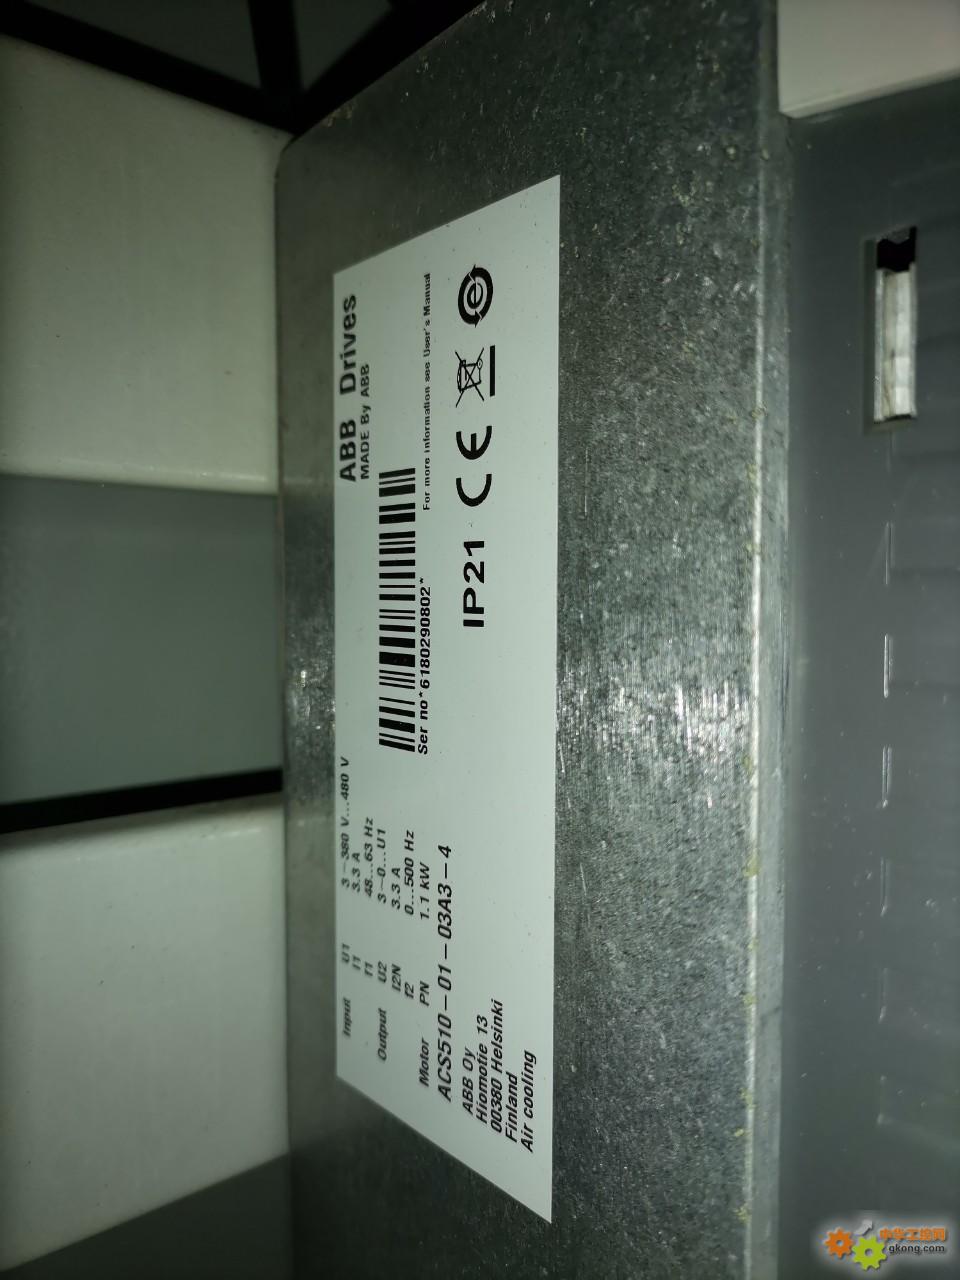 ABB Drives
MADE By ABB
Input U1 3~380 V...480 V
I1 3.3 A
f1 48...63 Hz
Output U2 3~0...U1
I2N 3.3 A
f2 0...500 Hz
Motor PN 1.1 kW
Ser no*6180290802*
For more information see User's Manual
ACS510-01-03A3-4
ABB Oy
Hiomotie 13
00380 Helsinki
Finland
Air cooling
IP21 CE
中华工控网
gkong.com